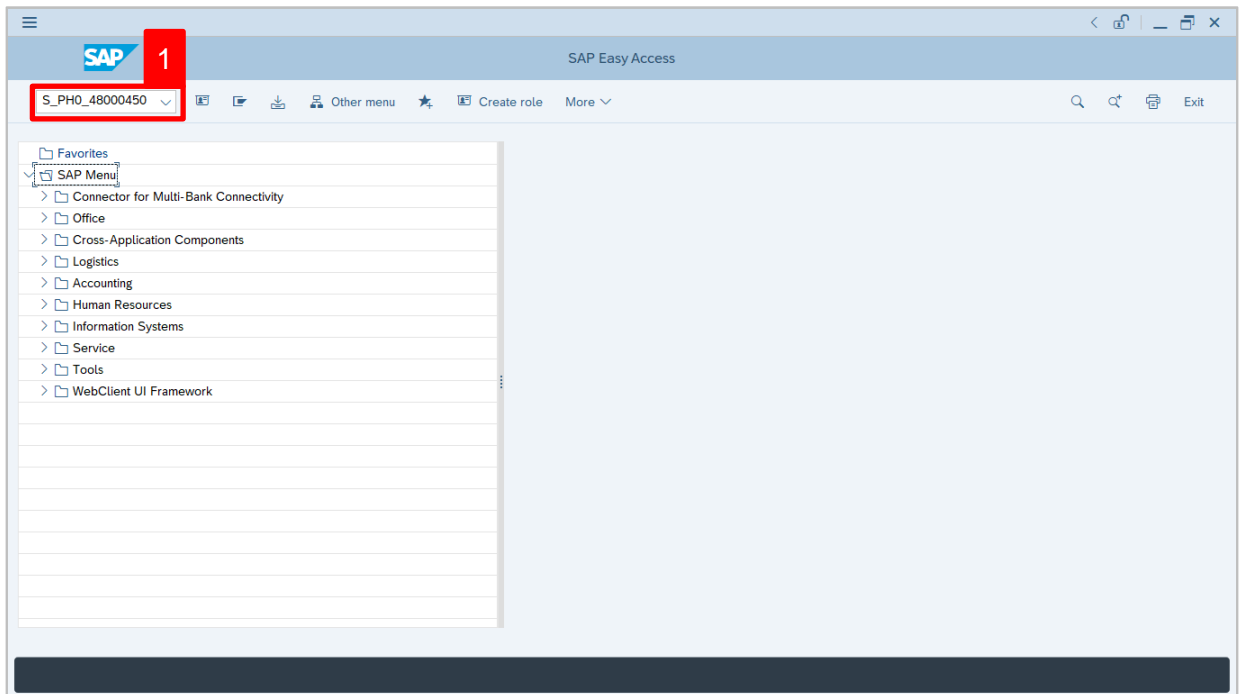 SAP
1
SAP Easy Access
S_PH0_48000450
Other menu
Create role
More
Exit
Favorites
SAP Menu
Connector for Multi-Bank Connectivity
Office
Cross-Application Components
Logistics
Accounting
Human Resources
Information Systems
Service
Tools
WebClient UI Framework